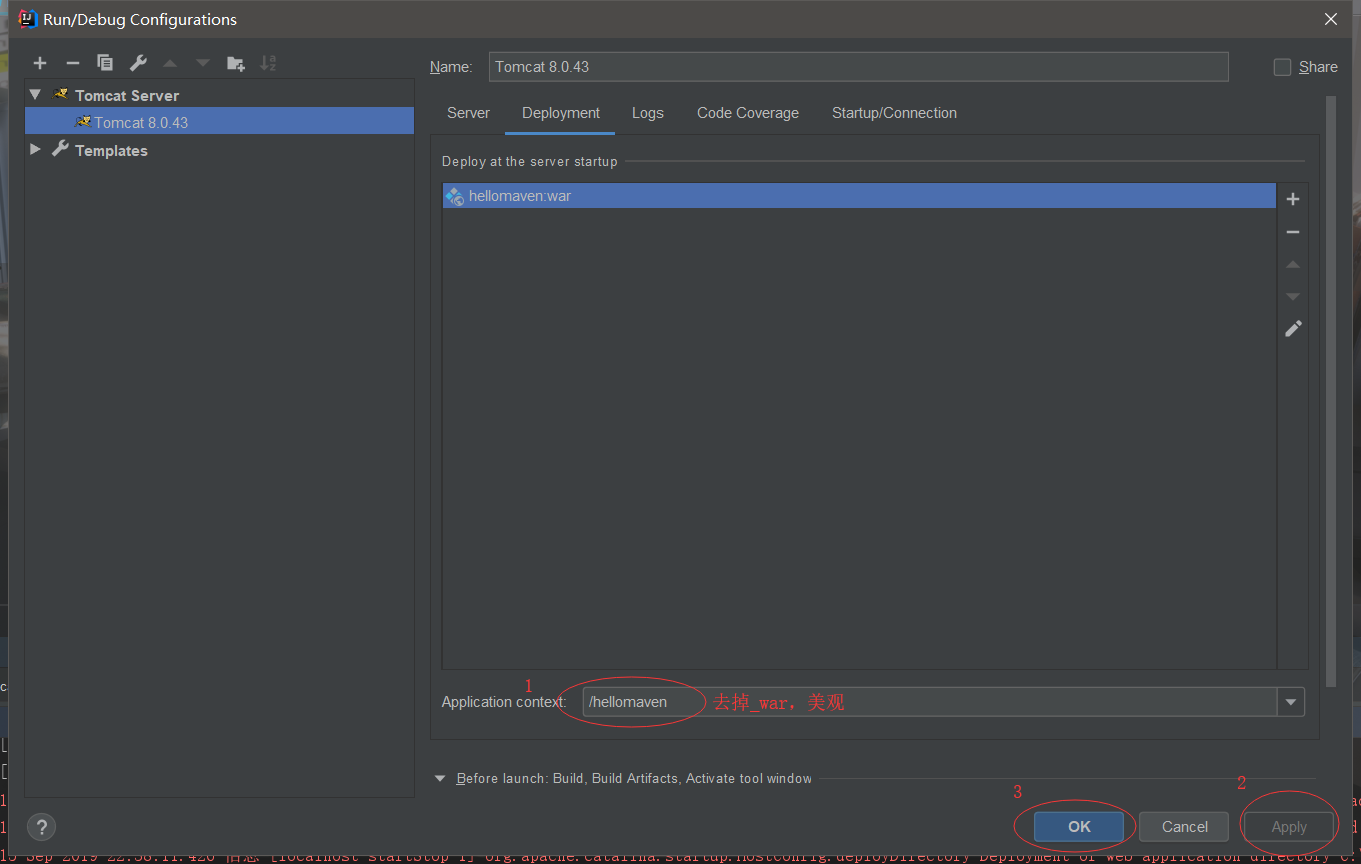 Run/Debug Configurations
Name: Tomcat 8.0.43
Share
Tomcat Server
Tomcat 8.0.43
Templates
Server Deployment Logs Code Coverage Startup/Connection
Deploy at the server startup
hellomaven:war
1
Application context: /hellomaven 去掉_war，美观
Before launch: Build, Build Artifacts, Activate tool window
3
2
? OK Cancel Apply
Sep 2019 22:38:11.420 信息 [localhost-startStop-1] org.apache.catalina.startup.HostConfig.deployDirectory Deployment of web application directory